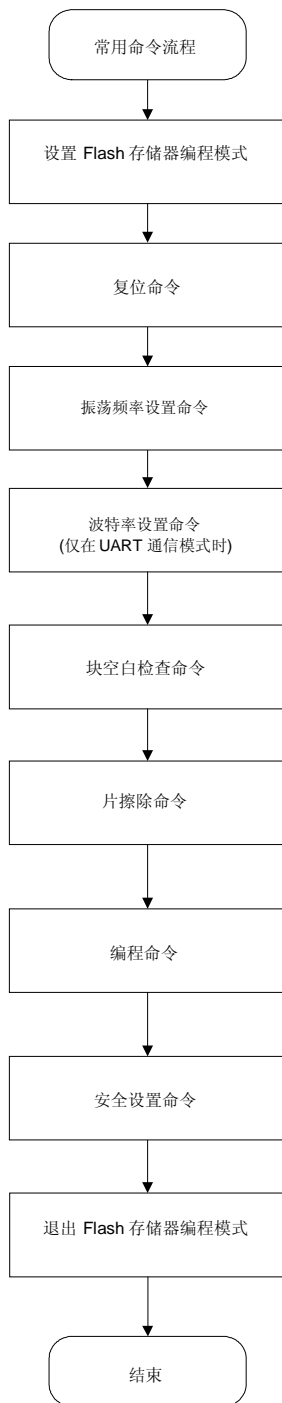 常用命令流程
设置 Flash 存储器编程模式
复位命令
振荡频率设置命令
波特率设置命令
(仅在 UART 通信模式时)
块空白检查命令
片擦除命令
编程命令
安全设置命令
退出 Flash 存储器编程模式
结束